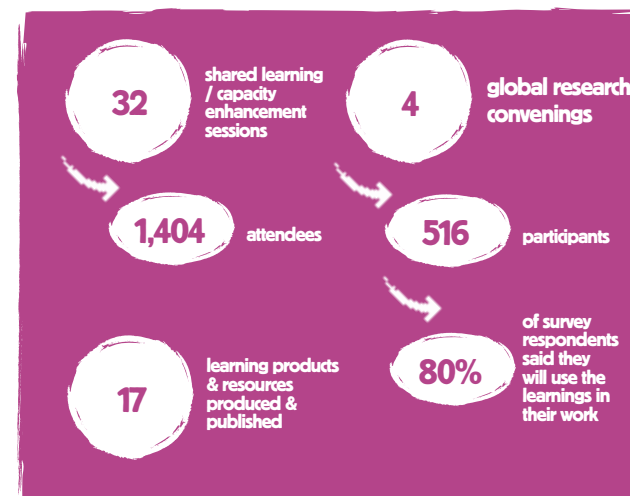 32
shared learning
/ capacity
enhancement
sessions
1,404
attendees
17
learning products
& resources
produced &
published
4
global research
convenings
516
participants
80%
of survey
respondents
said they
will use the
learnings in
their work